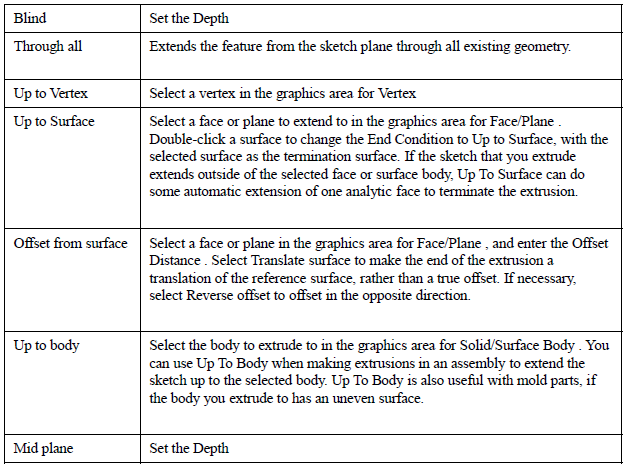 Blind Set the Depth
Through all Extends the feature from the sketch plane through all existing geometry.
Up to Vertex Select a vertex in the graphics area for Vertex
Up to Surface Select a face or plane to extend to in the graphics area for Face/Plane .
Double-click a surface to change the End Condition to Up to Surface, with the
selected surface as the termination surface. If the sketch that you extrude
extends outside of the selected face or surface body, Up To Surface can do
some automatic extension of one analytic face to terminate the extrusion.
Offset from surface Select a face or plane in the graphics area for Face/Plane , and enter the Offset
Distance . Select Translate surface to make the end of the extrusion a
translation of the reference surface, rather than a true offset. If necessary,
select Reverse offset to offset in the opposite direction.
Up to body Select the body to extrude to in the graphics area for Solid/Surface Body . You
can use Up To Body when making extrusions in an assembly to extend the
sketch up to the selected body. Up To Body is also useful with mold parts, if
the body you extrude to has an uneven surface.
Mid plane Set the Depth